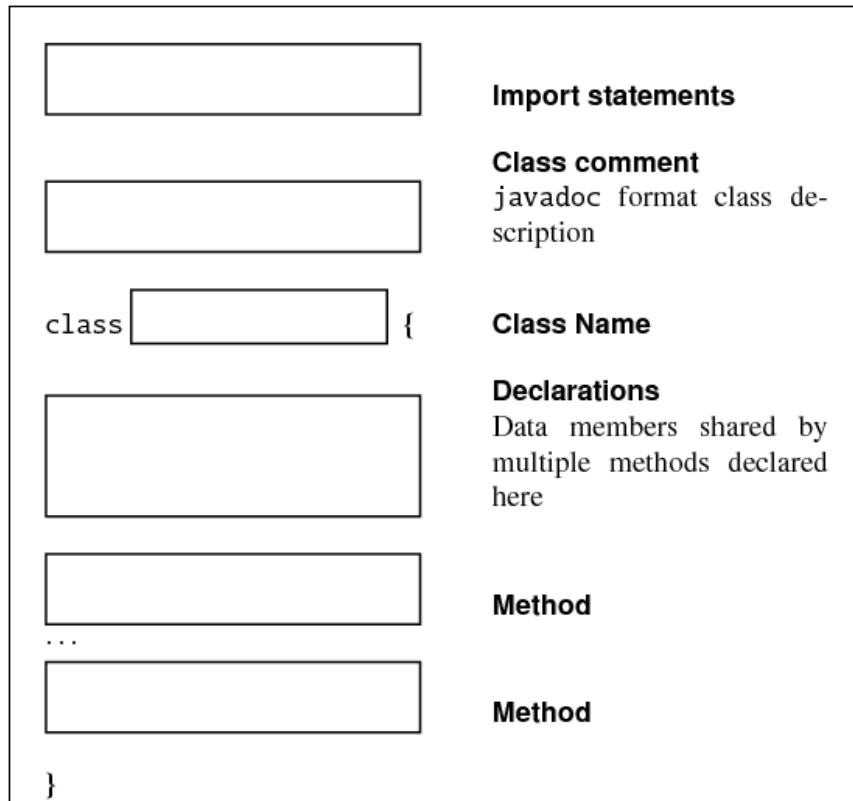 Import statements
Class comment
javadoc format class de-
scription
class { Class Name
Declarations
Data members shared by
multiple methods declared
here
Method
...
Method
}